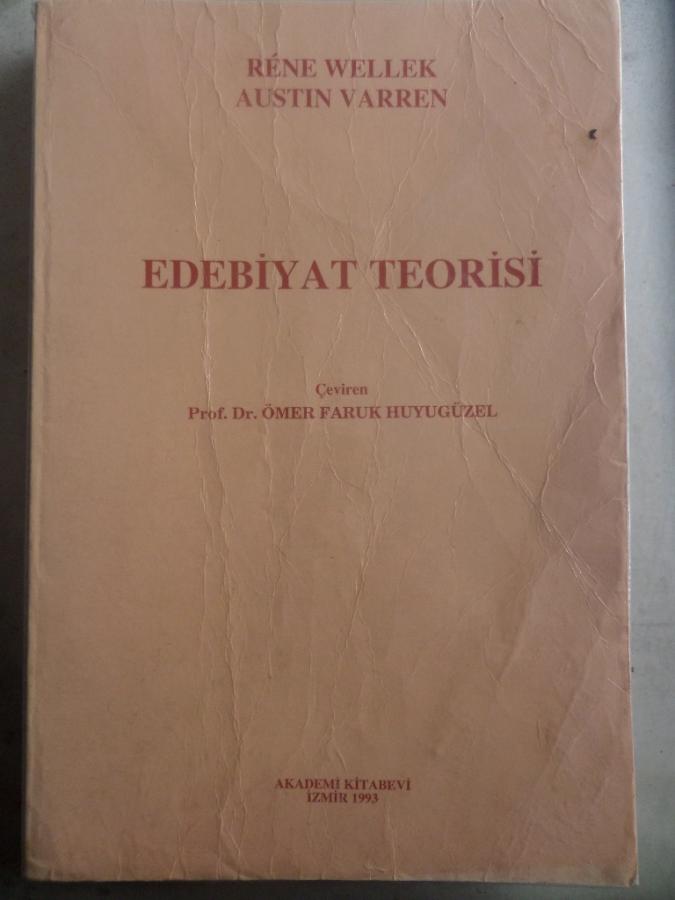 RÉNE WELLEK
AUSTIN VARREN
EDEBİYAT TEORİSİ
Çeviren
Prof. Dr. ÖMER FARUK HUYUGÜZEL
AKADEMİ KİTABEVİ
İZMİR 1993